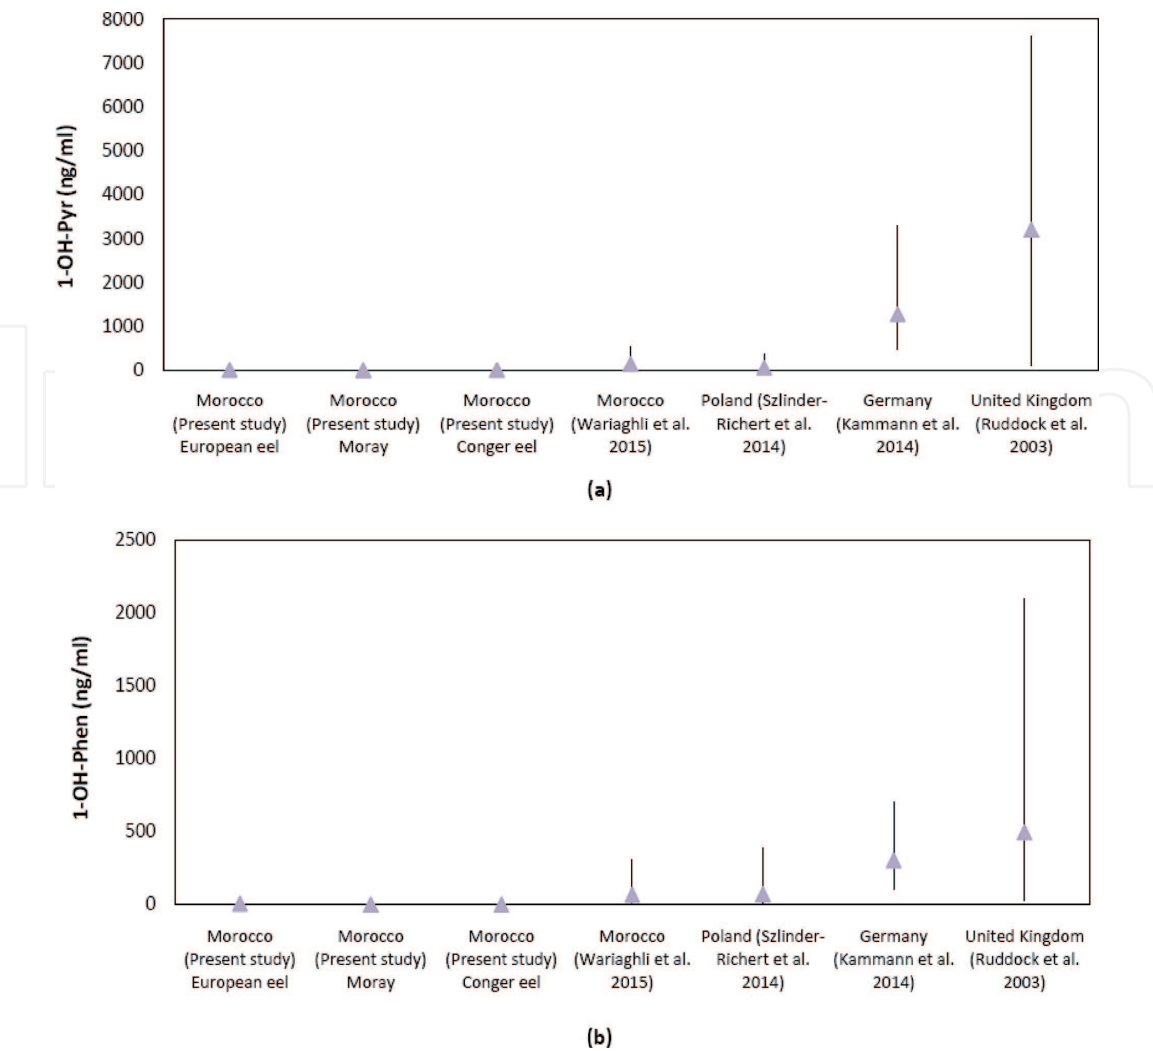 8000
7000
6000
5000
4000
3000
2000
1000
0
1-OH-Pyr (ng/ml)
Morocco
(Present study)
European eel
Morocco
(Present study)
Moray
Morocco
(Present study)
Conger eel
Morocco
(Wariaghli et al.
2015)
Poland (Szlinder-
Richert et al.
2014)
Germany
(Kammann et al.
2014)
United Kingdom
(Ruddock et al.
2003)
(a)
2500
2000
1500
1000
500
0
1-OH-Phen (ng/ml)
Morocco
(Present study)
European eel
Morocco
(Present study)
Moray
Morocco
(Present study)
Conger eel
Morocco
(Wariaghli et al.
2015)
Poland (Szlinder-
Richert et al.
2014)
Germany
(Kammann et al.
2014)
United Kingdom
(Ruddock et al.
2003)
(b)